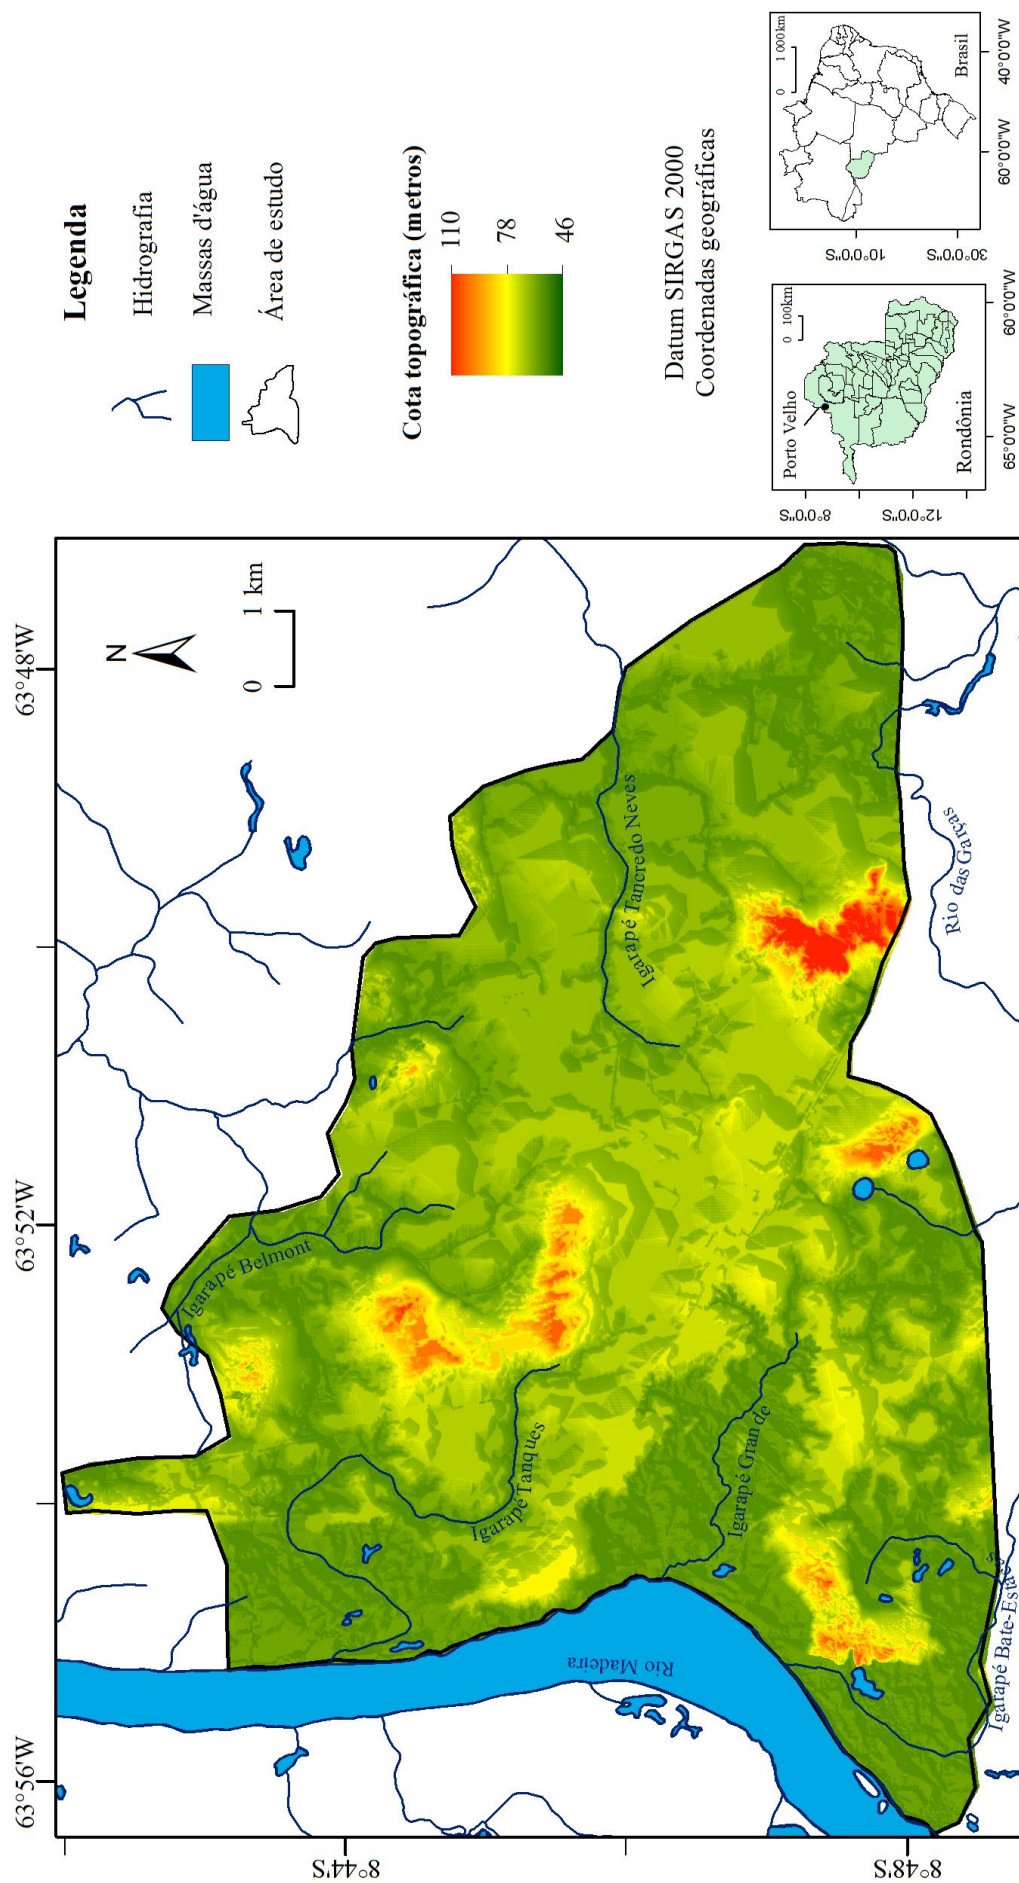 63°56'W
63°52'W
63°48'W
8°44'S
8°48'S
N
0
1 km
Igarapé Belmont
Igarapé Tanques
Igarapé Tancredo Neves
Igarapé Grande
Rio Madeira
Rio das Garças
Igarapé Bate-Estacas
Legenda
Hidrografia
Massas d'água
Área de estudo
Cota topográfica (metros)
110
78
46
Datum SIRGAS 2000
Coordenadas geográficas
Porto Velho
0 100km
Rondônia
8°0'0"S
12°0'0"S
65°0'0"W
60°0'0"W
0 1 000km
Brasil
10°0'0"S
30°0'0"S
60°0'0"W
40°0'0"W